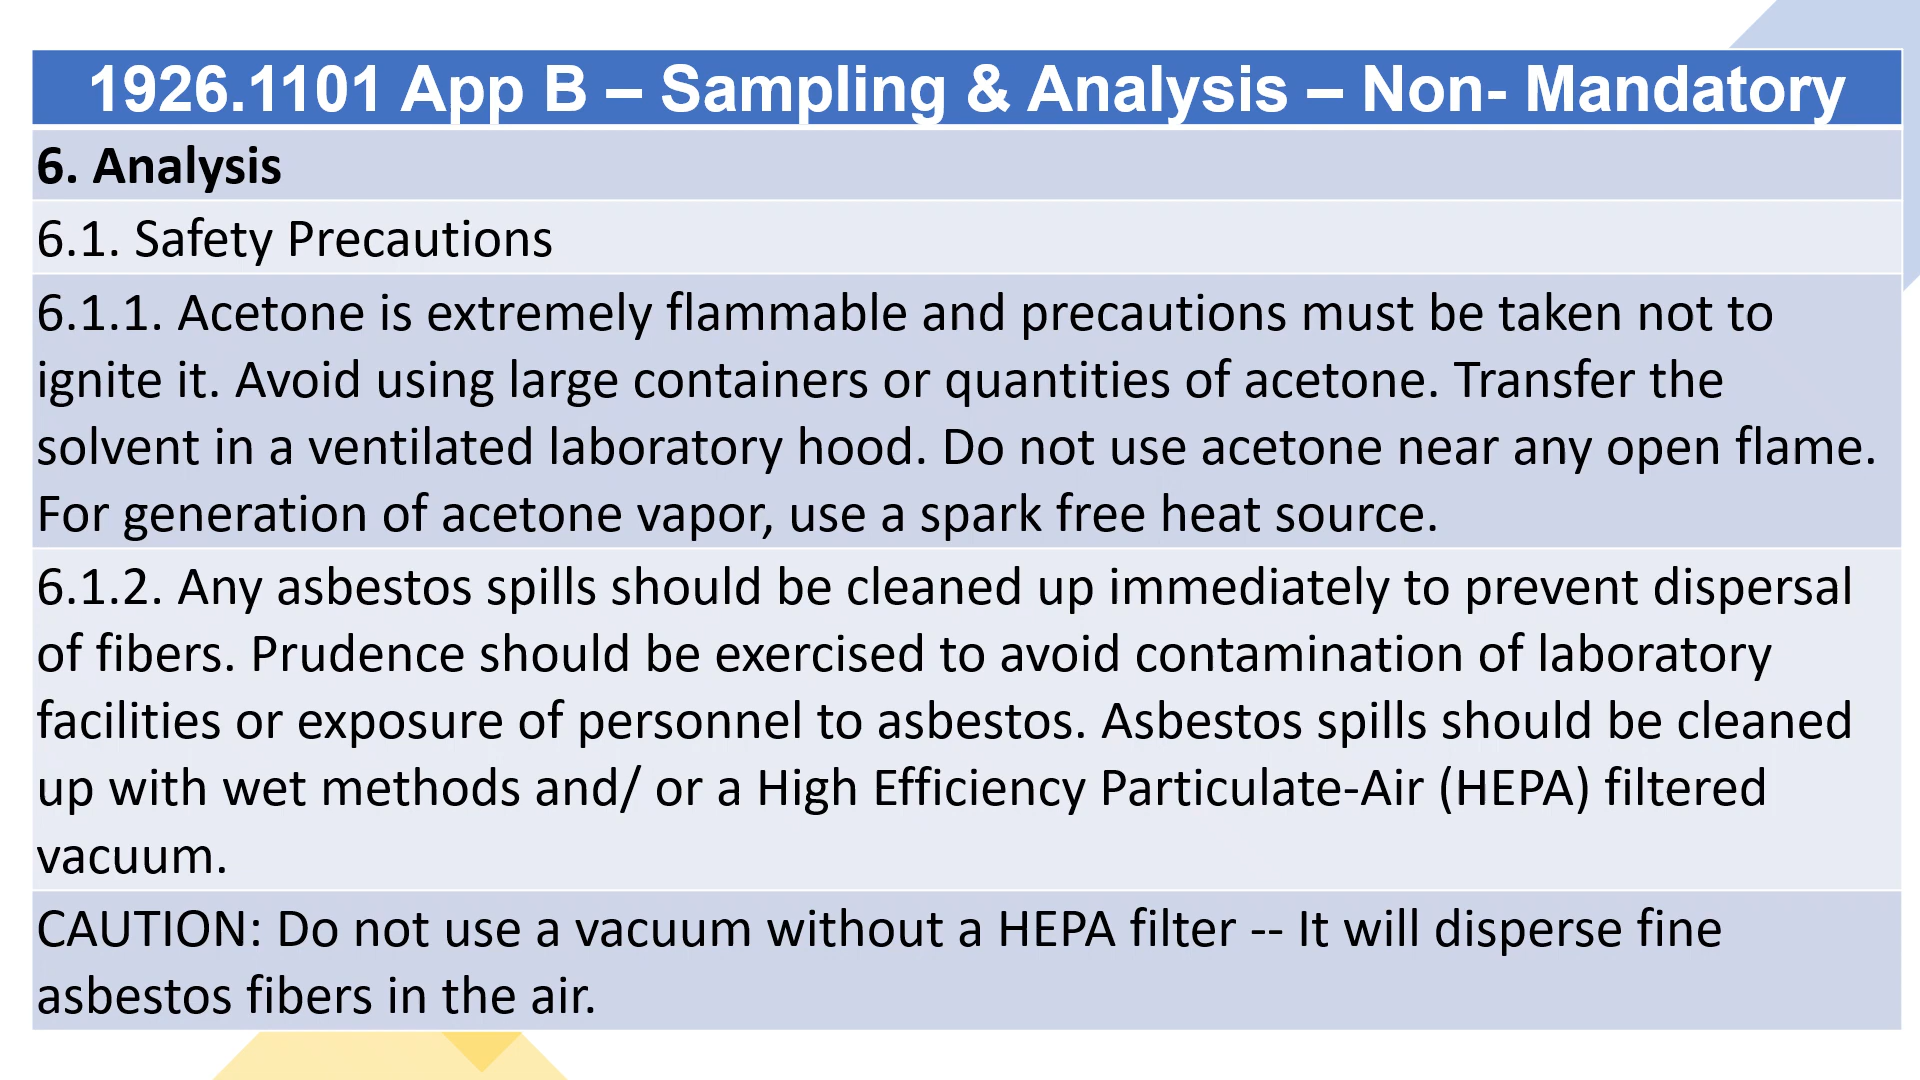 1926.1101 App B – Sampling & Analysis – Non- Mandatory
6. Analysis
6.1. Safety Precautions
6.1.1. Acetone is extremely flammable and precautions must be taken not to
ignite it. Avoid using large containers or quantities of acetone. Transfer the
solvent in a ventilated laboratory hood. Do not use acetone near any open flame.
For generation of acetone vapor, use a spark free heat source.
6.1.2. Any asbestos spills should be cleaned up immediately to prevent dispersal
of fibers. Prudence should be exercised to avoid contamination of laboratory
facilities or exposure of personnel to asbestos. Asbestos spills should be cleaned
up with wet methods and/ or a High Efficiency Particulate-Air (HEPA) filtered
vacuum.
CAUTION: Do not use a vacuum without a HEPA filter -- It will disperse fine
asbestos fibers in the air.